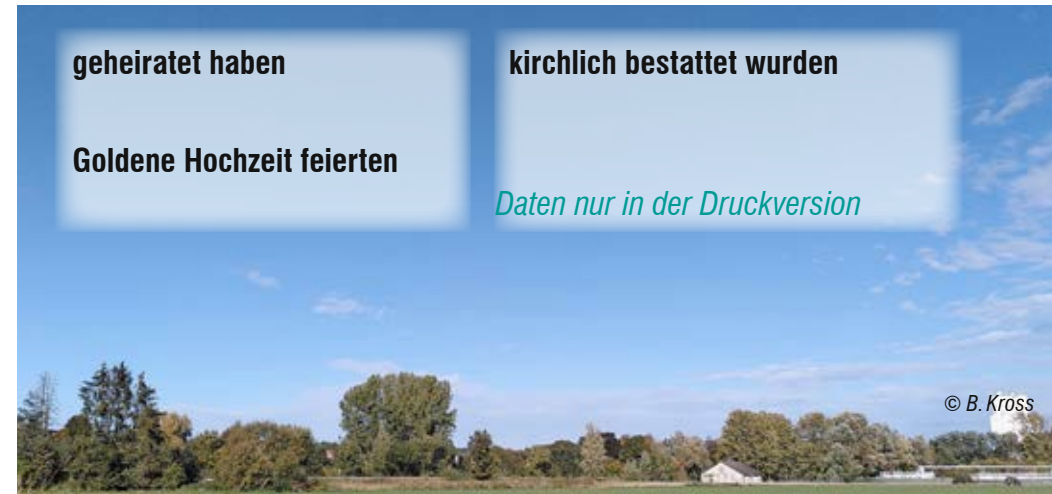 geheiratet haben
Goldene Hochzeit feierten
kirchlich bestattet wurden
Daten nur in der Druckversion
© B. Kross